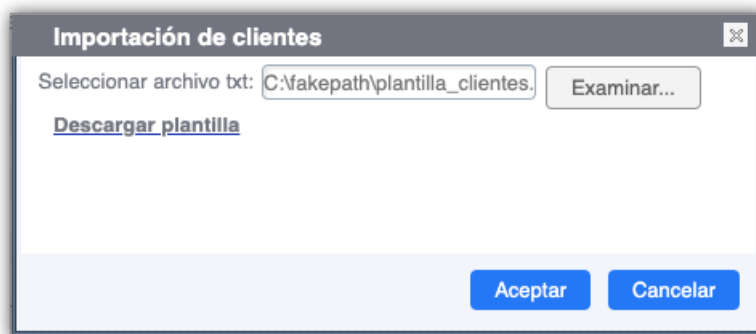 Importación de clientes
Seleccionar archivo txt: C:\fakepath\plantilla_clientes. Examinar...
Descargar plantilla
Aceptar Cancelar